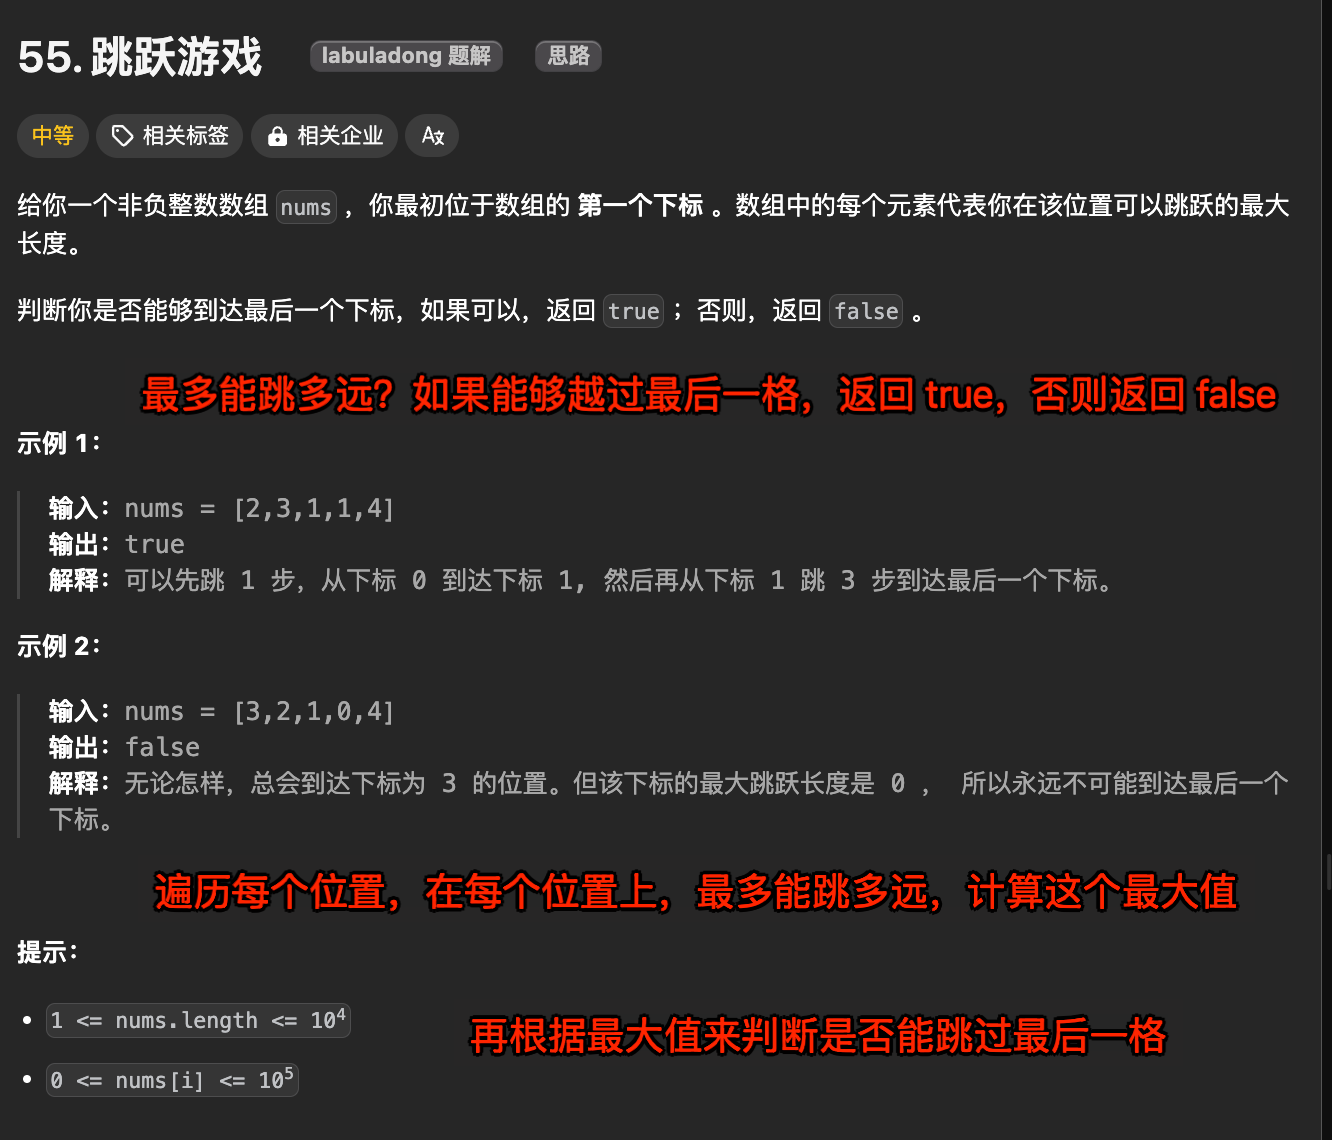 55. 跳跃游戏 labuladong 题解 思路
中等 相关标签 相关企业
给你一个非负整数数组 nums ，你最初位于数组的 第一个下标 。数组中的每个元素代表你在该位置可以跳跃的最大
长度。
判断你是否能够到达最后一个下标，如果可以，返回 true ；否则，返回 false 。
最多能跳多远？如果能够越过最后一格，返回 true，否则返回 false
示例 1：
输入：nums = [2,3,1,1,4]
输出：true
解释：可以先跳 1 步，从下标 0 到达下标 1, 然后再从下标 1 跳 3 步到达最后一个下标。
示例 2：
输入：nums = [3,2,1,0,4]
输出：false
解释：无论怎样，总会到达下标为 3 的位置。但该下标的最大跳跃长度是 0 ， 所以永远不可能到达最后一个
下标。
遍历每个位置，在每个位置上，最多能跳多远，计算这个最大值
提示：
1 <= nums.length <= 10⁴
再根据最大值来判断是否能跳过最后一格
0 <= nums[i] <= 10⁵